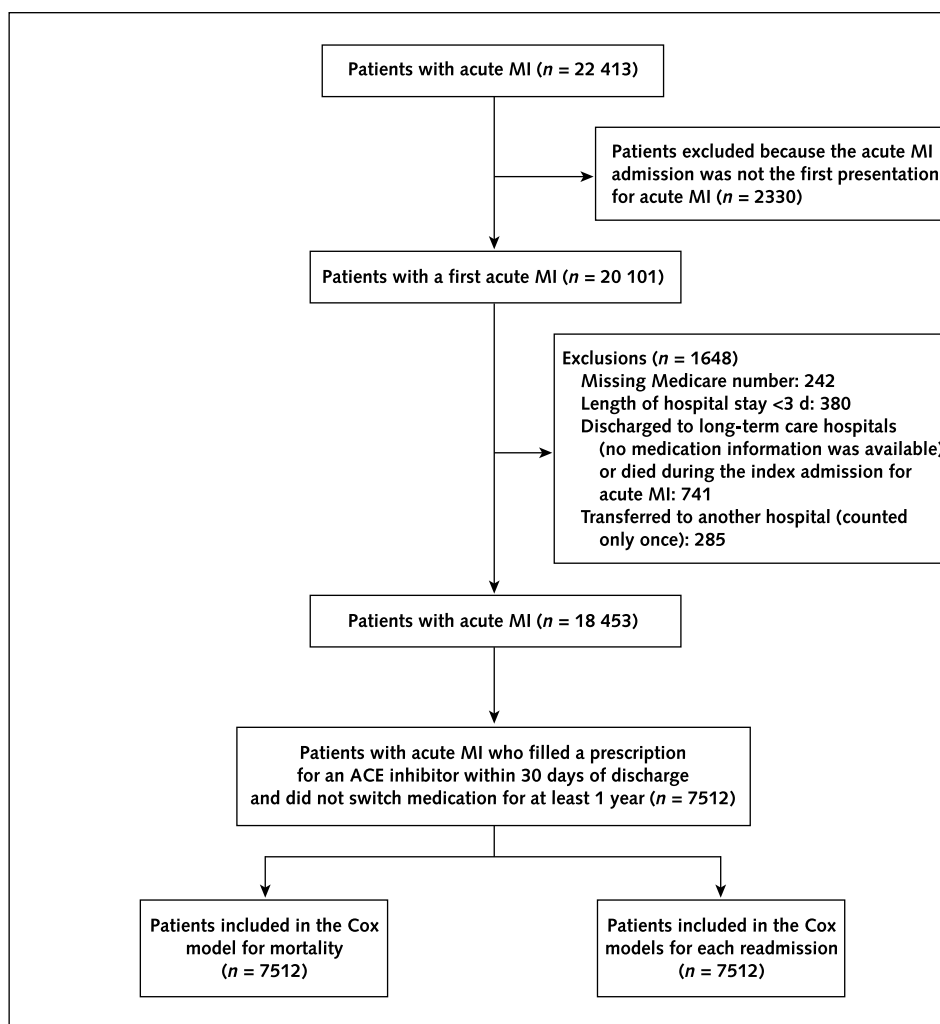 Patients with acute MI (n = 22 413)
Patients excluded because the acute MI
admission was not the first presentation
for acute MI (n = 2330)
Patients with a first acute MI (n = 20 101)
Exclusions (n = 1648)
Missing Medicare number: 242
Length of hospital stay <3 d: 380
Discharged to long-term care hospitals
(no medication information was available)
or died during the index admission for
acute MI: 741
Transferred to another hospital (counted
only once): 285
Patients with acute MI (n = 18 453)
Patients with acute MI who filled a prescription
for an ACE inhibitor within 30 days of discharge
and did not switch medication for at least 1 year (n = 7512)
Patients included in the Cox
model for mortality
(n = 7512)
Patients included in the Cox
models for each readmission
(n = 7512)